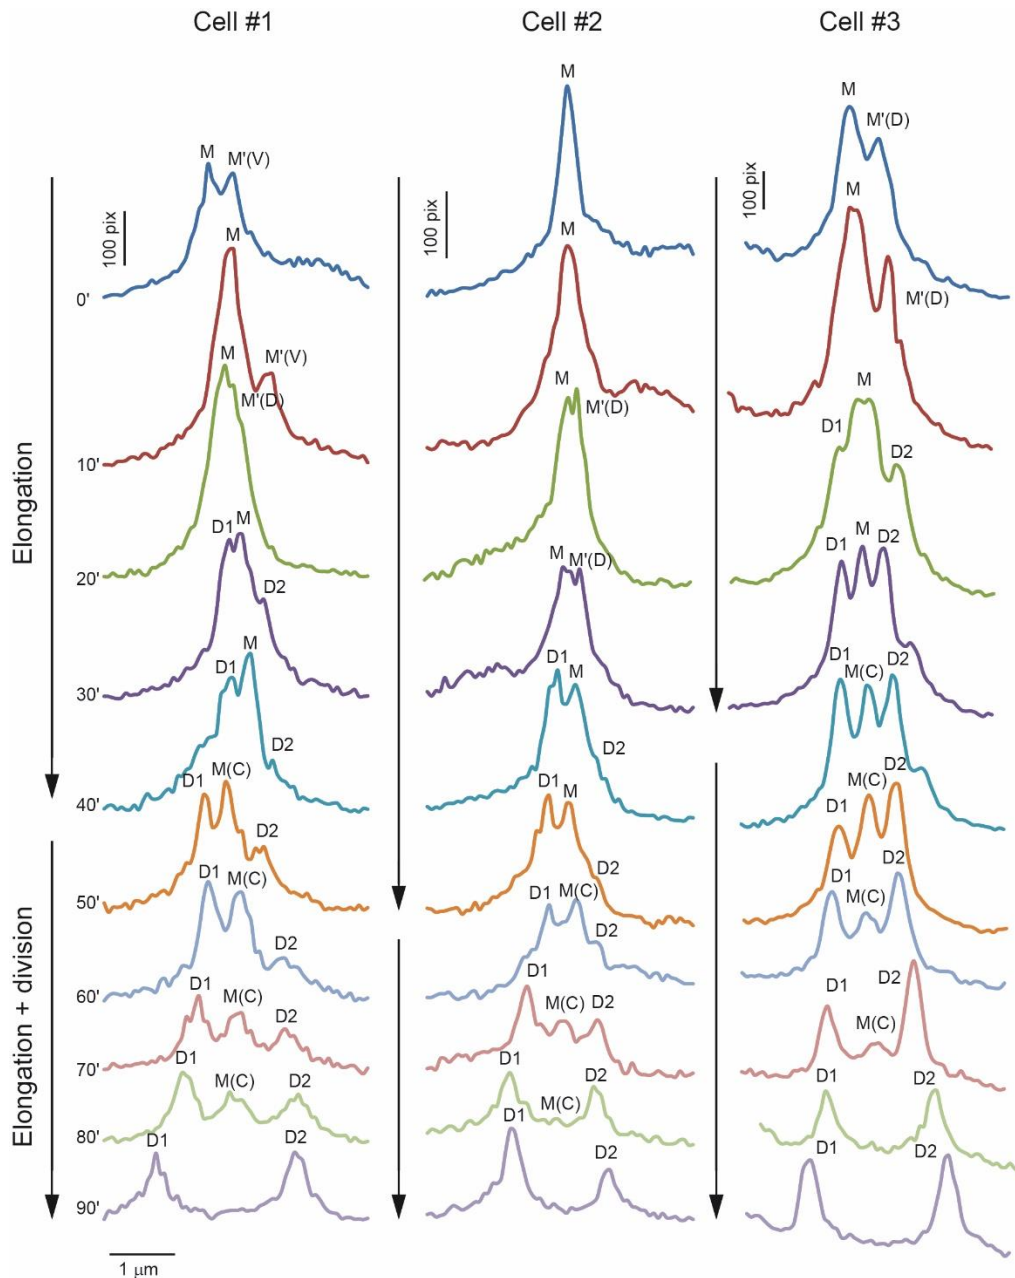 Cell #1 Cell #2 Cell #3
M
M
M'(D)
M M'(V)
100 pix
100 pix
100 pix
M
M
M
0'
M'(V)
M'(D)
M
M'(D)
M
M'(D)
M
D1
D2
10'
Elongation
D1 M
M M'(D)
D1 M D2
20'
D2
M
D1
D1
M
D1
M(C)
D2
30'
D2
D2
M(C)
D1
D1 M
M(C)
D2
D1
40'
D2
D2
D1
M(C)
D1
M(C)
D1
M(C)
D2
50'
D2
D2
D1
M(C)
D2
D1
M(C)
D2
60'
D1
M(C)
D2
D1
M(C)
D2
D1
D2
70'
Elongation + division
D1
M(C)
D2
D1
M(C)
D2
D1
D2
80'
D1
D2
D1
D2
90'
1 μm